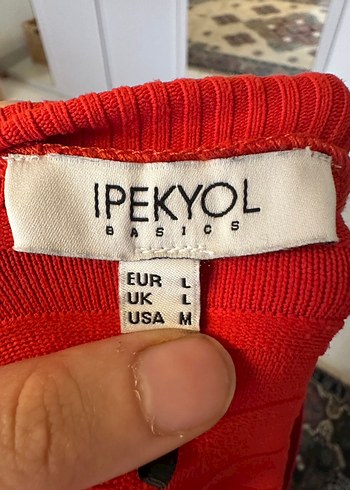 IPEKYOL
BASICS
EUR L
UK L
USA M